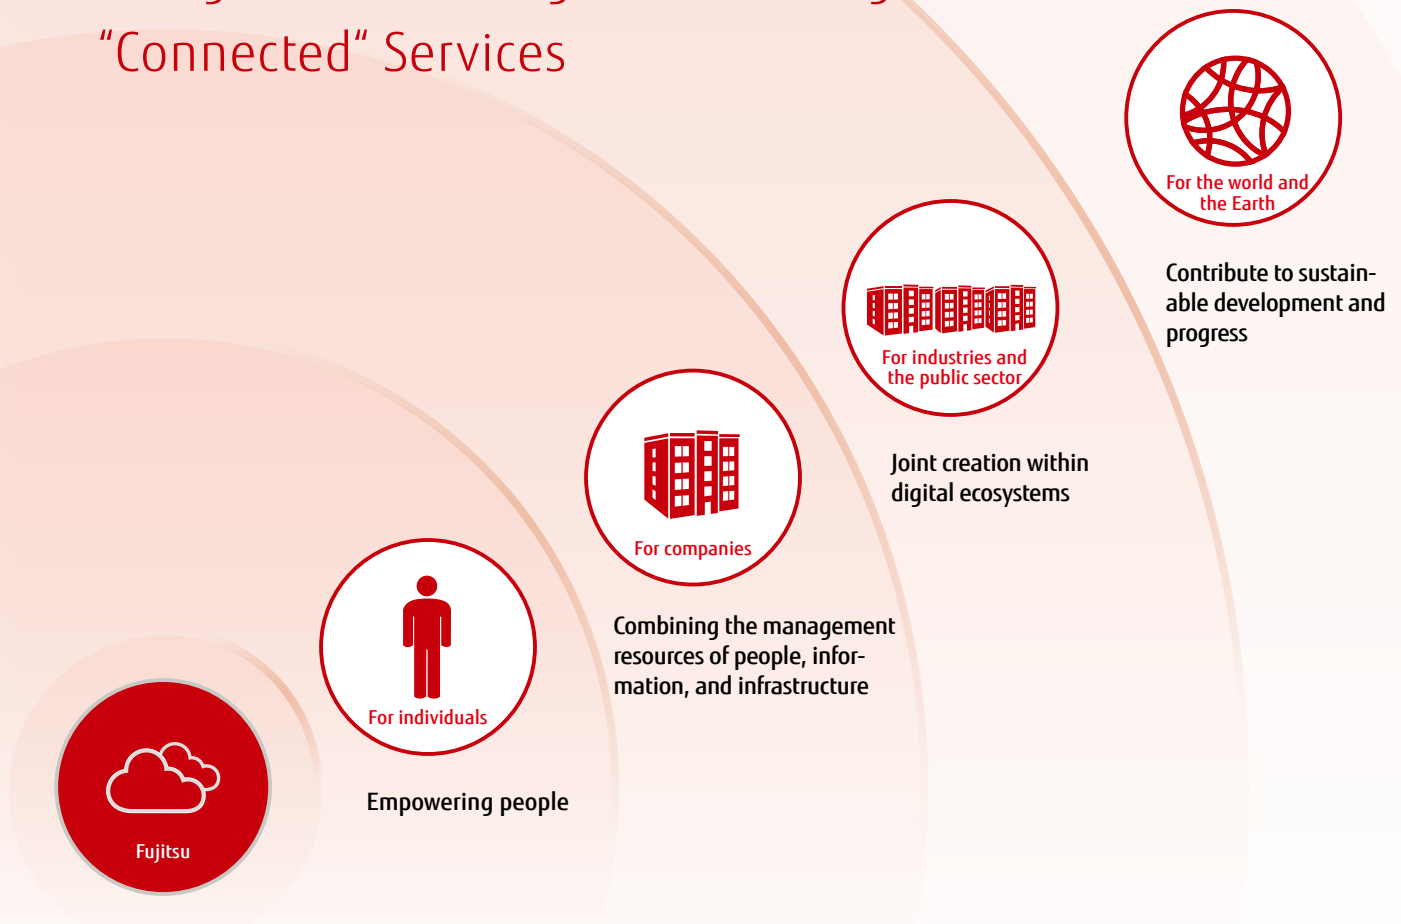 “Connected“ Services
For the world and
the Earth
Contribute to sustain-
able development and
progress
For industries and
the public sector
Joint creation within
digital ecosystems
For companies
Combining the management
resources of people, infor-
mation, and infrastructure
For individuals
Empowering people
Fujitsu